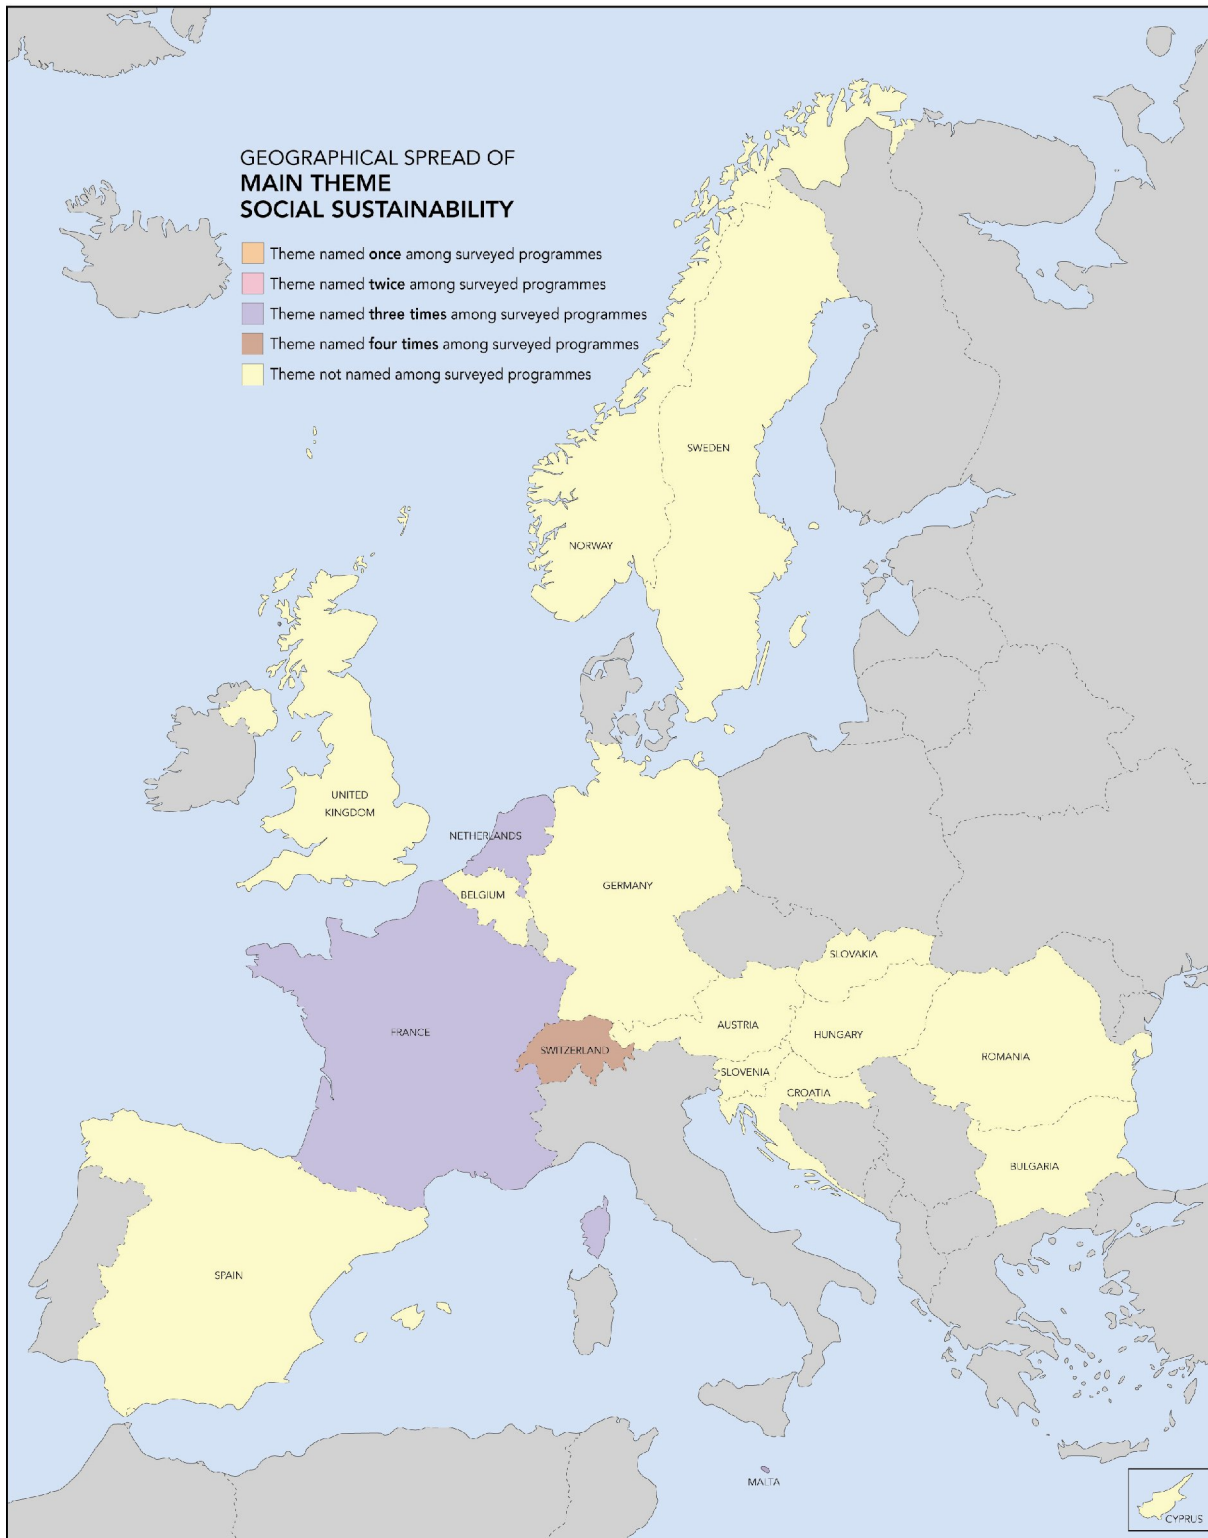 GEOGRAPHICAL SPREAD OF
MAIN THEME
SOCIAL SUSTAINABILITY
Theme named once among surveyed programmes
Theme named twice among surveyed programmes
Theme named three times among surveyed programmes
Theme named four times among surveyed programmes
Theme not named among surveyed programmes
SWEDEN
NORWAY
UNITED
KINGDOM
NETHERLANDS
BELGIUM
GERMANY
SLOVAKIA
AUSTRIA
FRANCE
HUNGARY
SWITZERLAND
ROMANIA
SLOVENIA
CROATIA
BULGARIA
SPAIN
MALTA
CYPRUS